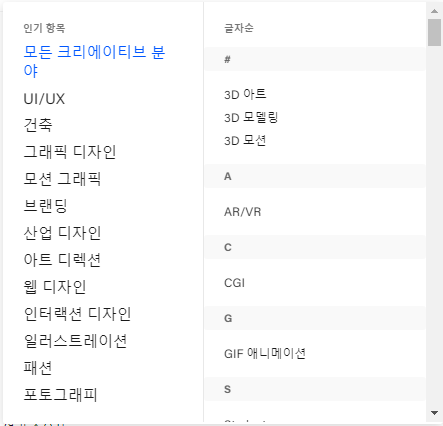 인기 항목
모든 크리에이티브 분
야
UI/UX
건축
그래픽 디자인
모션 그래픽
브랜딩
산업 디자인
아트 디렉션
웹 디자인
인터랙션 디자인
일러스트레이션
패션
포토그라피
글자순
#
3D 아트
3D 모델링
3D 모션
A
AR/VR
C
CGI
G
GIF 애니메이션
S